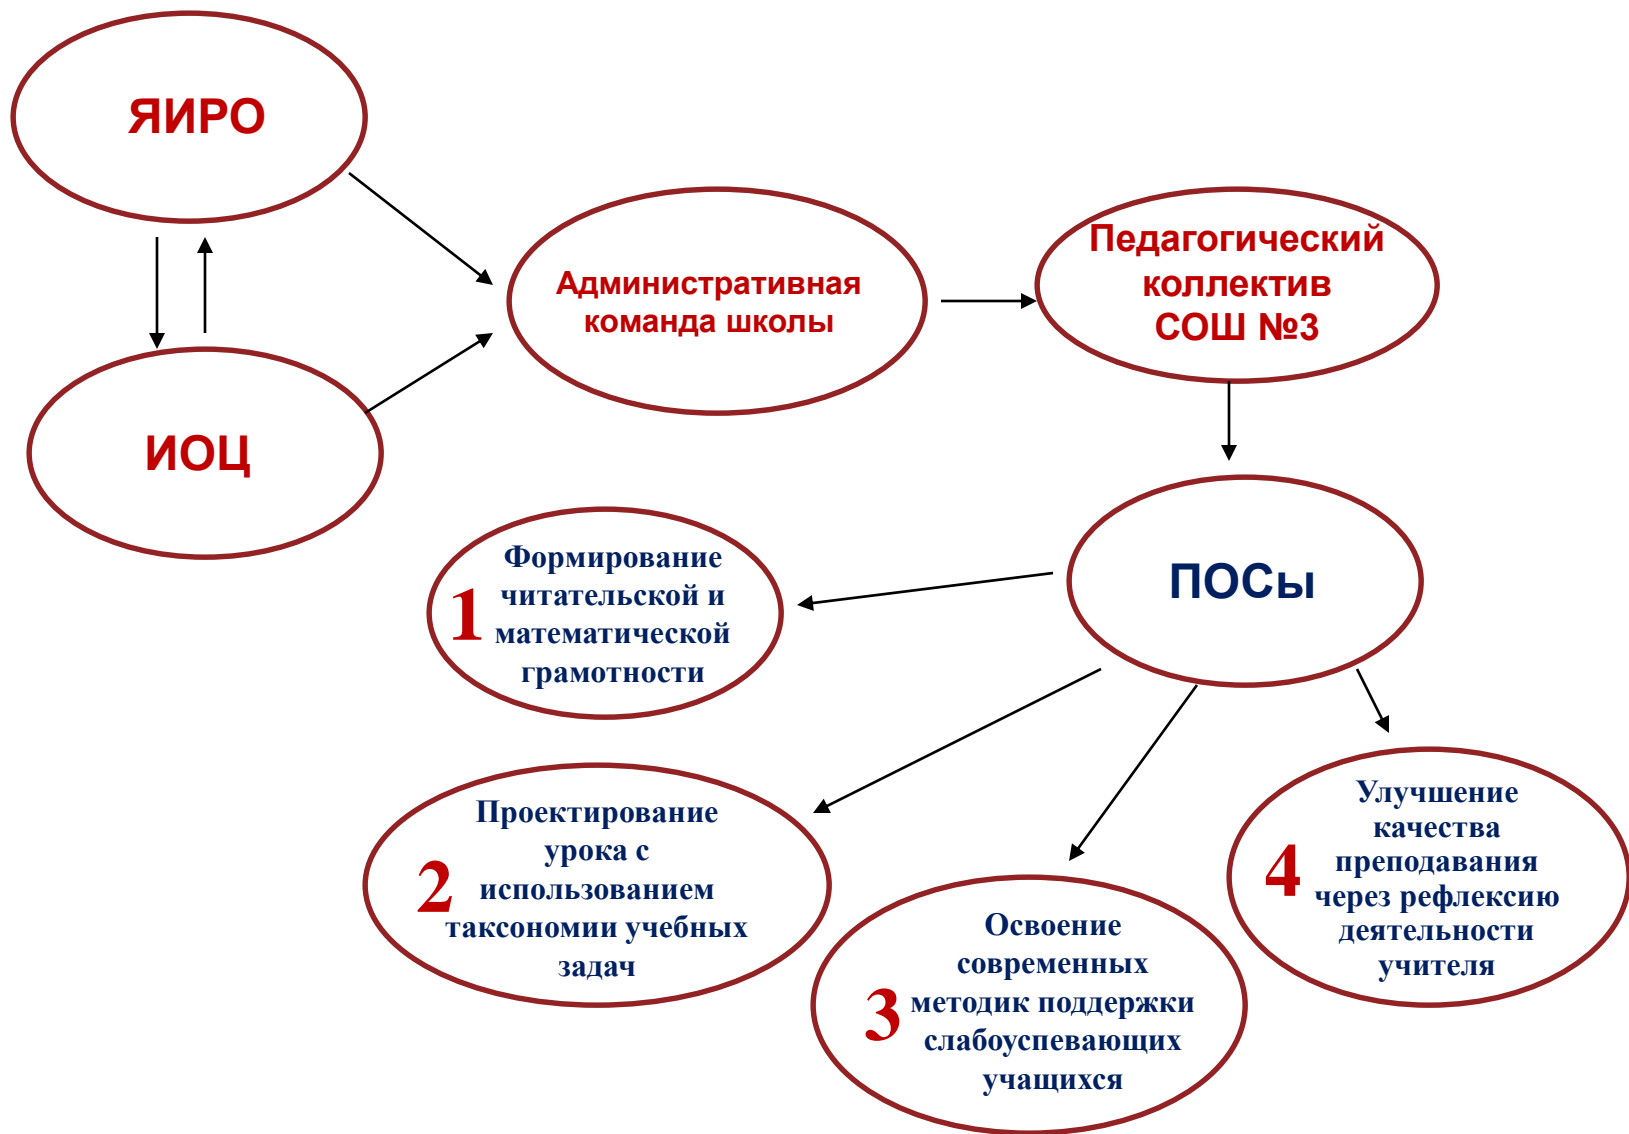 ЯИРО
Административная
команда школы
Педагогический
коллектив
СОШ №3
ИОЦ
ПОСы
1
Формирование
читательской и
математической
грамотности
2
Проектирование
урока с
использованием
таксономии учебных
задач
3
Освоение
современных
методик поддержки
слабоуспевающих
учащихся
4
Улучшение
качества
преподавания
через рефлексию
деятельности
учителя